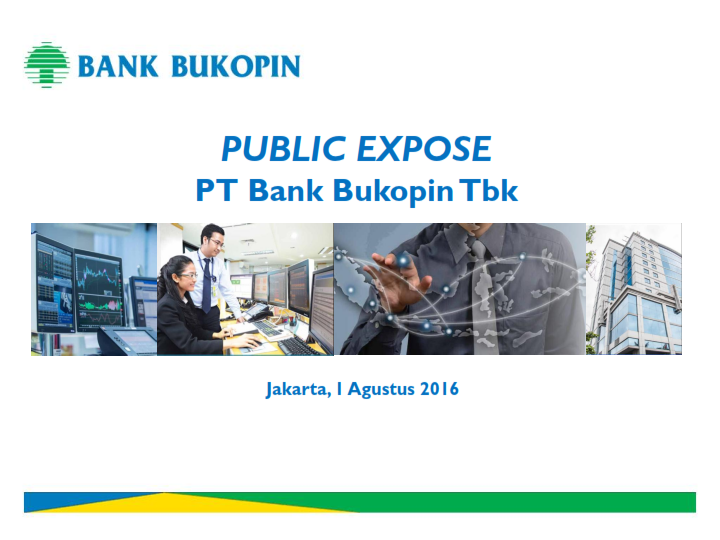 BANK BUKOPIN
PUBLIC EXPOSE
PT Bank Bukopin Tbk
Jakarta, 1 Agustus 2016